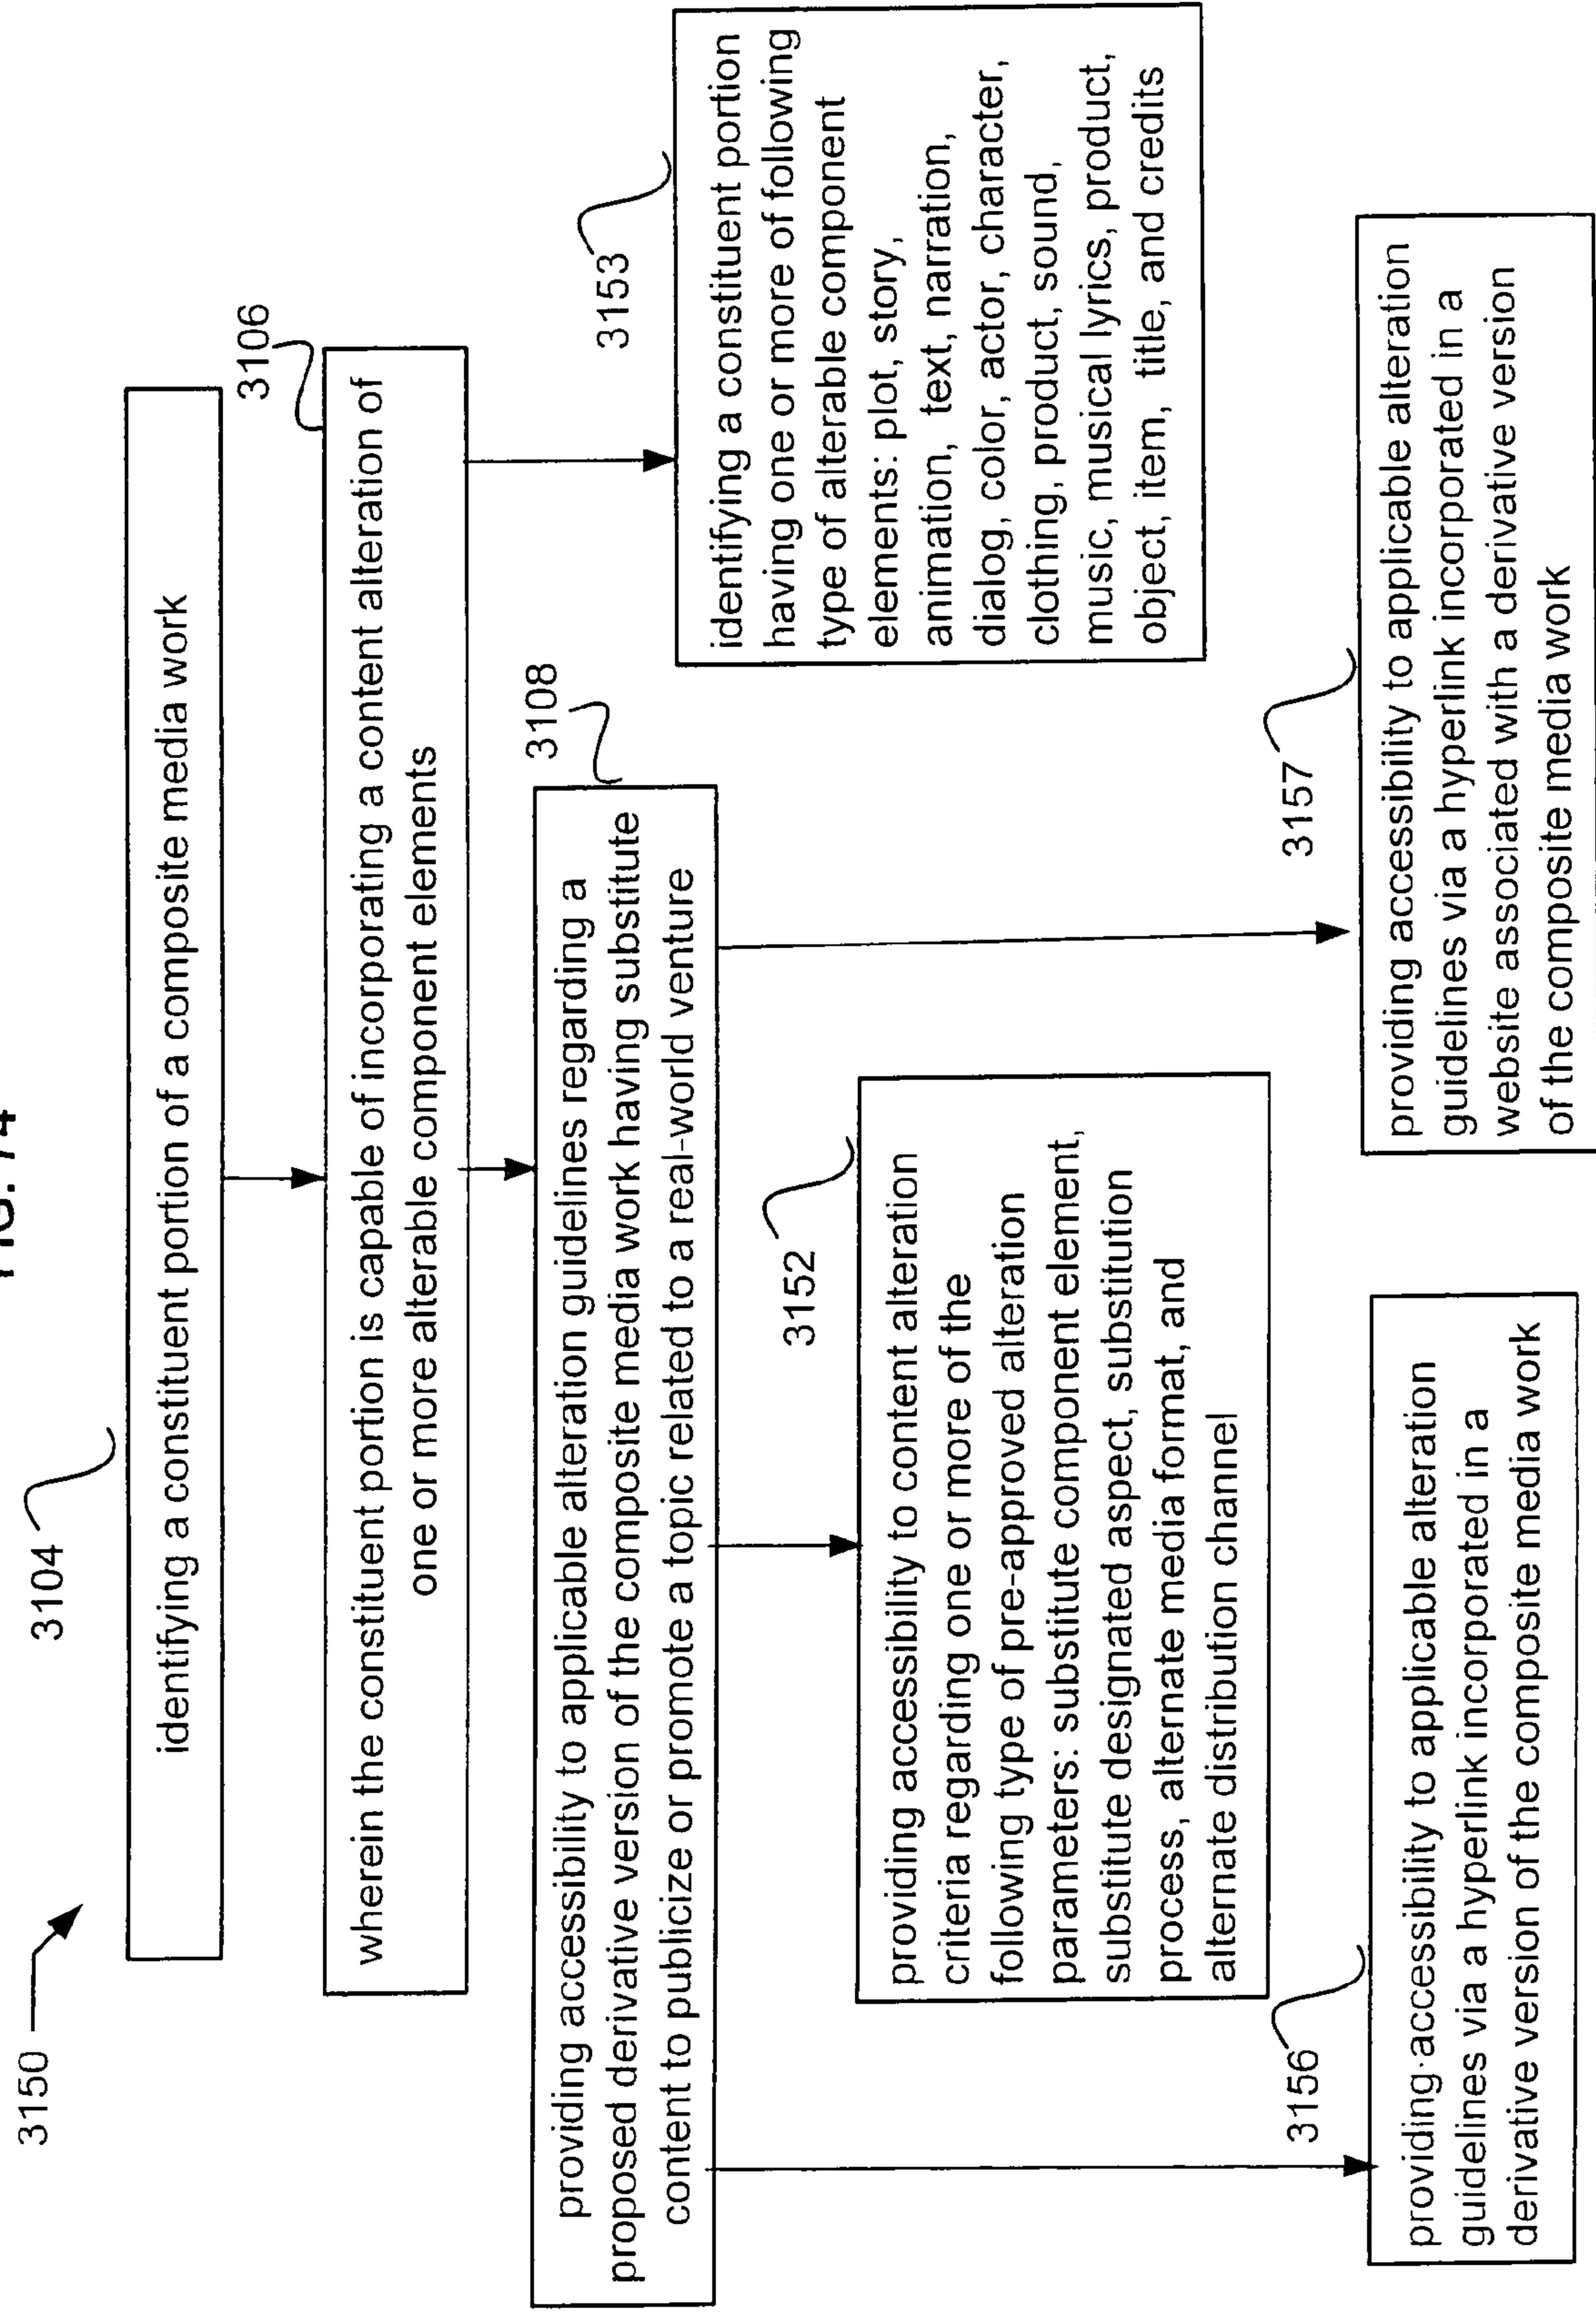 FIG. 74
3150
3104
identifying a constituent portion of a composite media work
3106
wherein the constituent portion is capable of incorporating a content alteration of
one or more alterable component elements
3108
providing accessibility to applicable alteration guidelines regarding a
proposed derivative version of the composite media work having substitute
content to publicize or promote a topic related to a real-world venture
3153
identifying a constituent portion
having one or more of following
type of alterable component
elements: plot, story,
animation, text, narration,
dialog, color, actor, character,
clothing, product, sound,
music, musical lyrics, product,
object, item, title, and credits
3152
providing accessibility to content alteration
criteria regarding one or more of the
following type of pre-approved alteration
parameters: substitute component element,
substitute designated aspect, substitution
process, alternate media format, and
alternate distribution channel
3156
providing accessibility to applicable alteration
guidelines via a hyperlink incorporated in a
derivative version of the composite media work
3157
providing accessibility to applicable alteration
guidelines via a hyperlink incorporated in a
website associated with a derivative version
of the composite media work